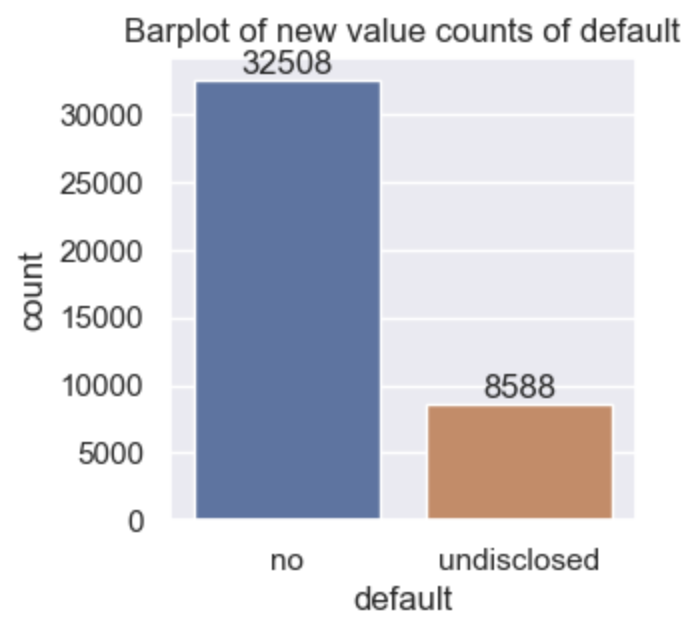 Barplot of new value counts of default
32508
30000
25000
20000
15000
10000
5000
0
8588
count
no
undisclosed
default